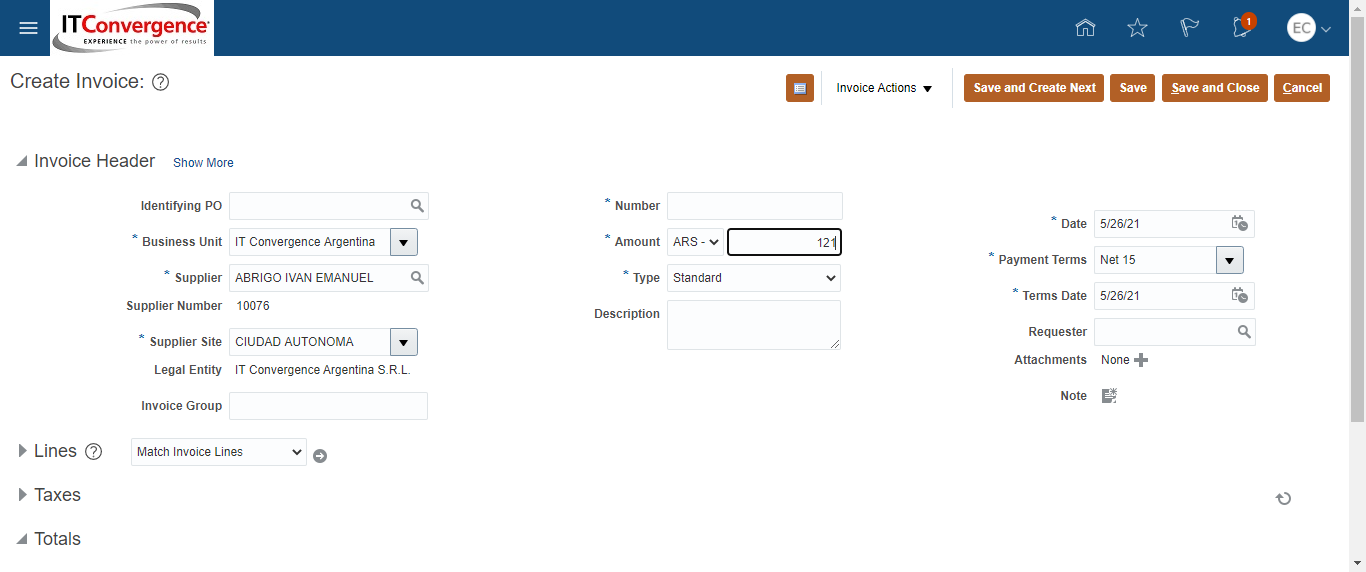 ITConvergence
EXPERIENCE the power of results
1
EC
Create Invoice: ?
Invoice Actions
Save and Create Next
Save
Save and Close
Cancel
Invoice Header
Show More
Identifying PO
* Business Unit IT Convergence Argentina
* Supplier ABRIGO IVAN EMANUEL
Supplier Number 10076
* Supplier Site CIUDAD AUTONOMA
Legal Entity IT Convergence Argentina S.R.L.
Invoice Group
* Number
* Amount ARS - 121
* Type Standard
Description
* Date 5/26/21
* Payment Terms Net 15
* Terms Date 5/26/21
Requester
Attachments None
Note
Lines ? Match Invoice Lines
Taxes
Totals